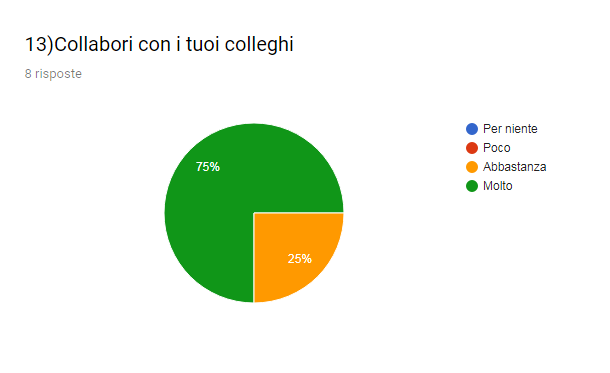 13)Collabori con i tuoi colleghi
8 risposte
Per niente
Poco
Abbastanza
Molto
75%
25%